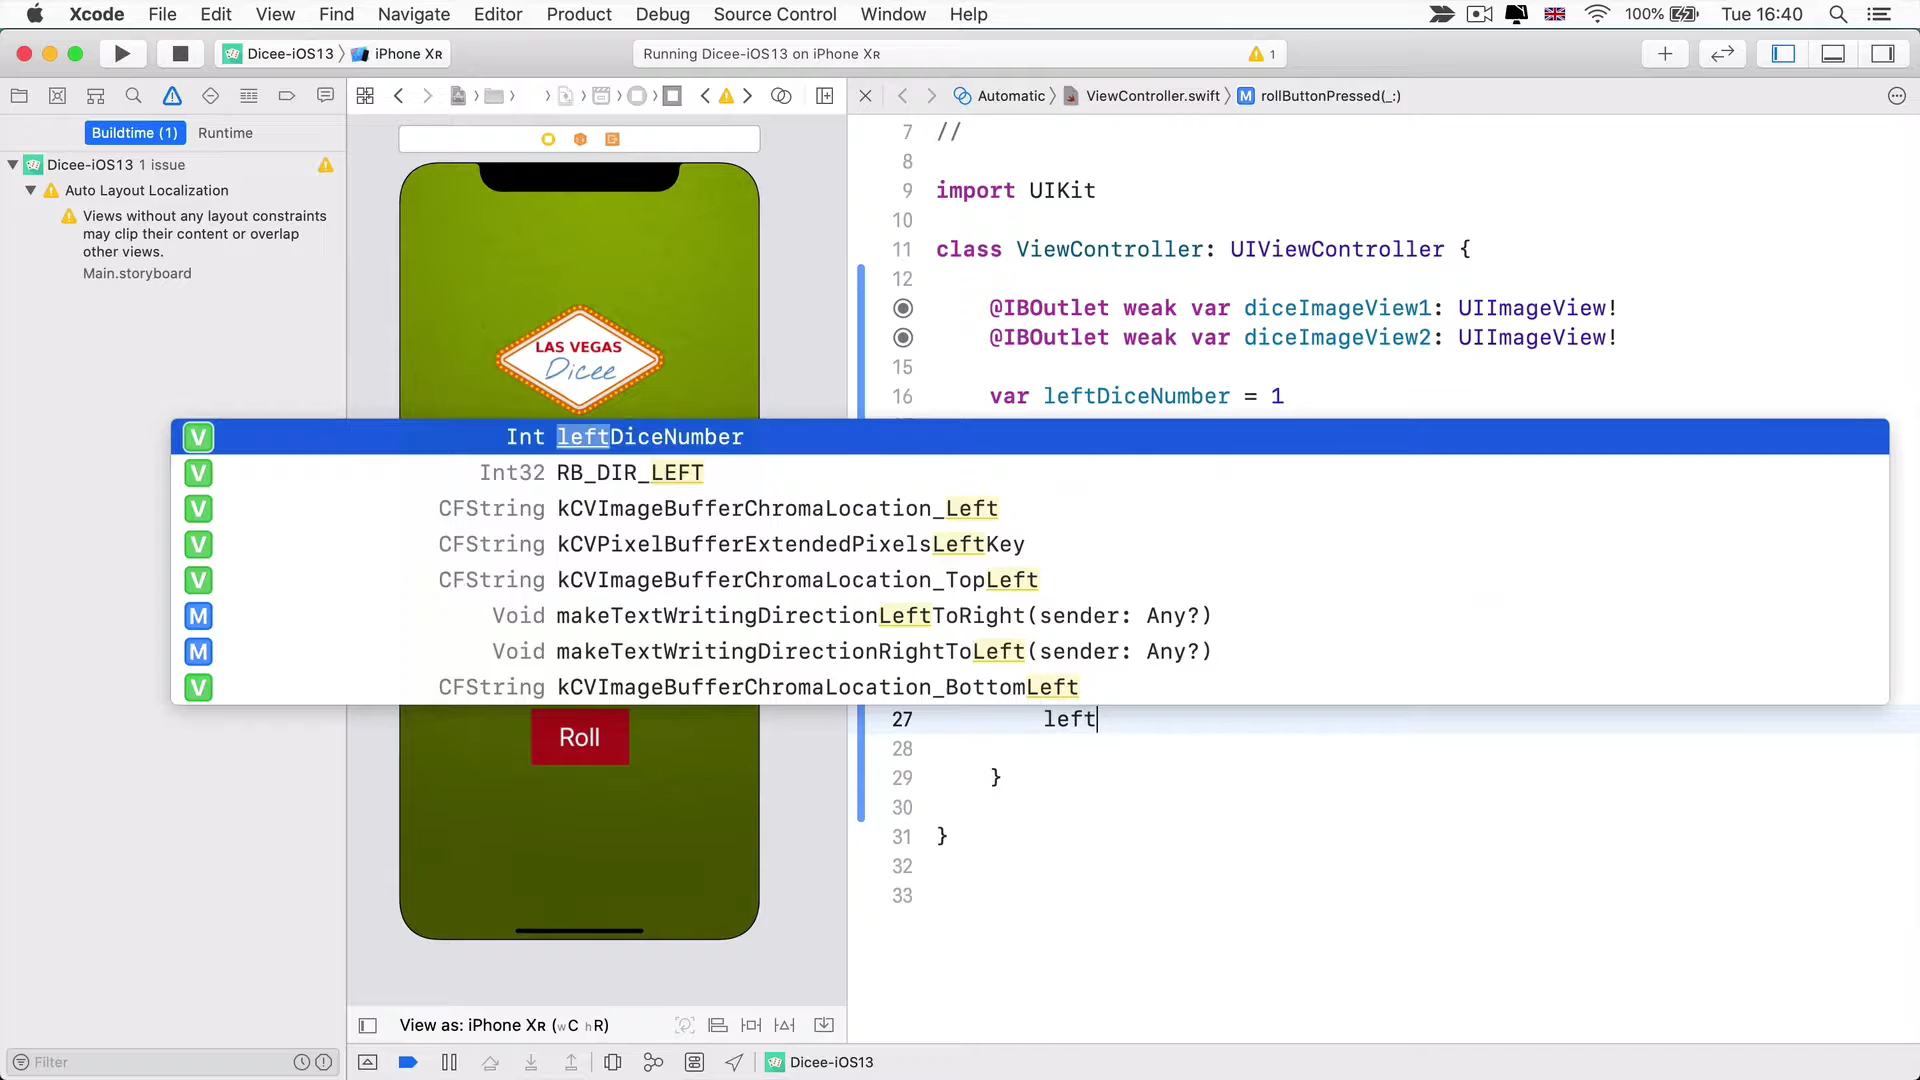 Xcode File Edit View Find Navigate Editor Product Debug Source Control Window Help 100% Tue 16:40
Dicee-iOS13 iPhone Xʀ Running Dicee-iOS13 on iPhone Xʀ 1
Automatic ViewController.swift M rollButtonPressed(_:)
Buildtime (1) Runtime
Dicee-iOS13 1 issue
Auto Layout Localization
Views without any layout constraints
may clip their content or overlap
other views.
Main.storyboard
LAS VEGAS
Dicee
Roll
7 //
8
9 import UIKit
10
11 class ViewController: UIViewController {
12
@IBOutlet weak var diceImageView1: UIImageView!
@IBOutlet weak var diceImageView2: UIImageView!
15
16 var leftDiceNumber = 1
V Int leftDiceNumber
V Int32 RB_DIR_LEFT
V CFString kCVImageBufferChromaLocation_Left
V CFString kCVPixelBufferExtendedPixelsLeftKey
V CFString kCVImageBufferChromaLocation_TopLeft
M Void makeTextWritingDirectionLeftToRight(sender: Any?)
M Void makeTextWritingDirectionRightToLeft(sender: Any?)
V CFString kCVImageBufferChromaLocation_BottomLeft
27 left
28
29 }
30
31 }
32
33
View as: iPhone Xʀ (wC hR)
Filter
Dicee-iOS13